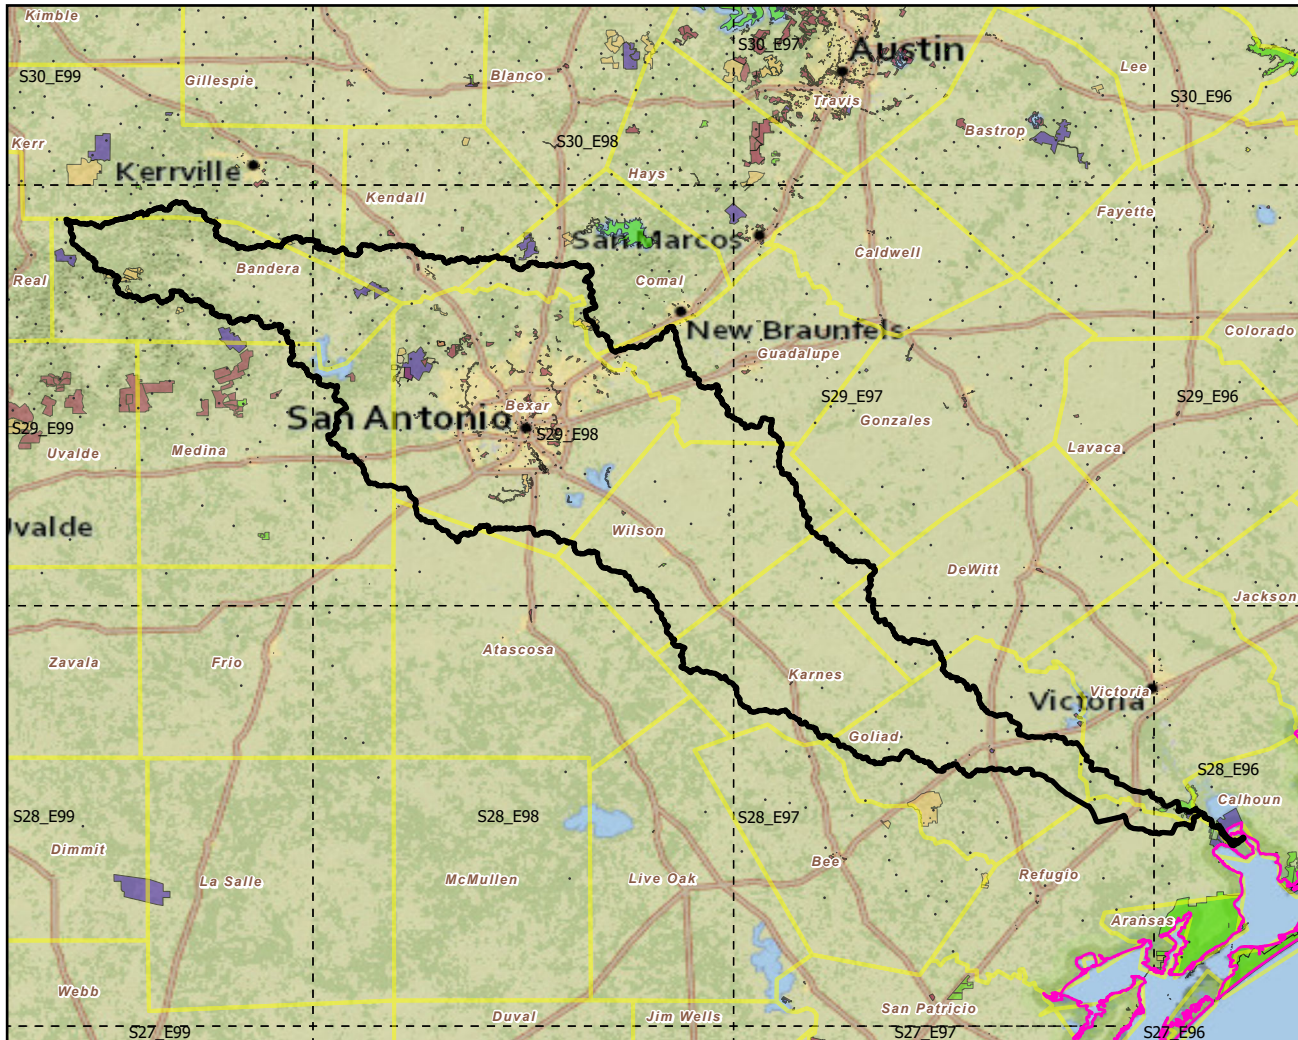 Kimble
S30_E97
Austin
Lee
S30_E99
Gillespie
Blanco
S30_E96
Travis
Bastrop
Kerr
S30_E98
Kerrville
Hays
Kendall
Fayette
San Marcos
Real
Bandera
Comal
Caldwell
New Braunfels
Colorado
Guadalupe
S29_E97
S29_E96
Bexar
San Antonio
S29_E99
S29_E98
Gonzales
Uvalde
Medina
Lavaca
Uvalde
Wilson
DeWitt
Jackson
Zavala
Frio
Atascosa
Karnes
Victoria
Victoria
Goliad
S28_E96
Calhoun
S28_E99
S28_E98
S28_E97
Dimmit
La Salle
McMullen
Live Oak
Bee
Refugio
Aransas
Webb
Duval
Jim Wells
San Patricio
S27_E99
S27_E97
S27_E96